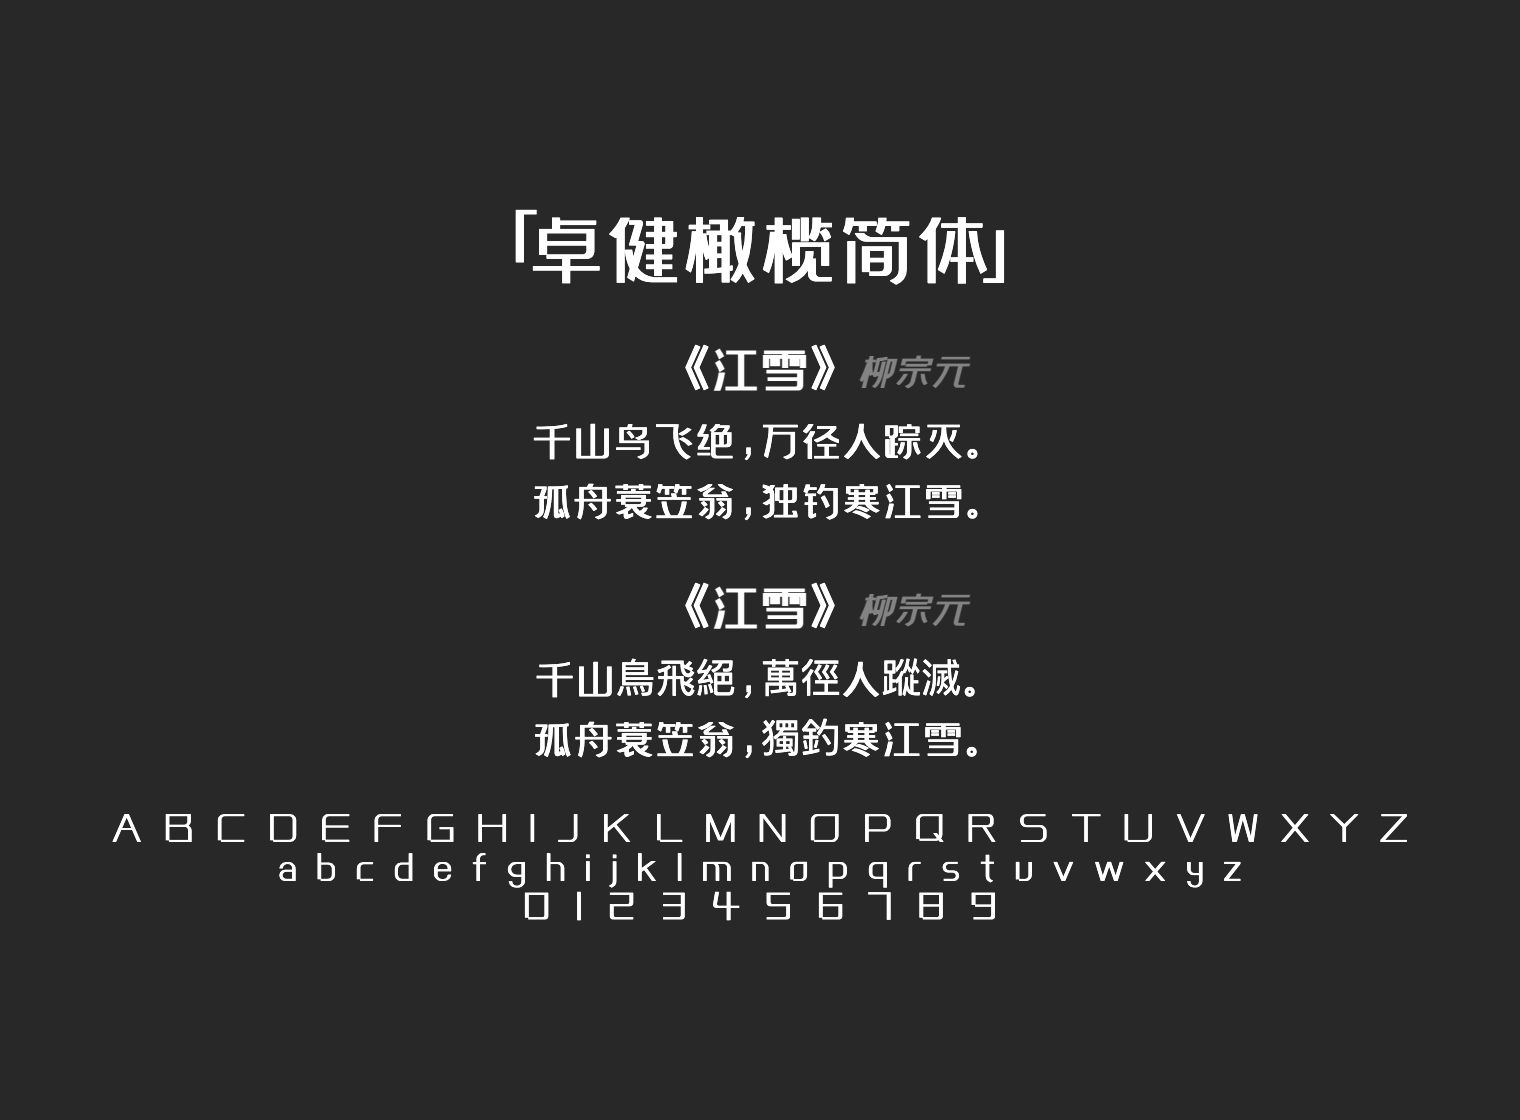 「卓健橄榄简体」
《江雪》 柳宗元
千山鸟飞绝，万径人踪灭。
孤舟蓑笠翁，独钓寒江雪。
《江雪》 柳宗元
千山鳥飛絕，萬徑人蹤滅。
孤舟蓑笠翁，獨釣寒江雪。
A B C D E F G H I J K L M N O P Q R S T U V W X Y Z
a b c d e f g h i j k l m n o p q r s t u v w x y z
0 1 2 3 4 5 6 7 8 9